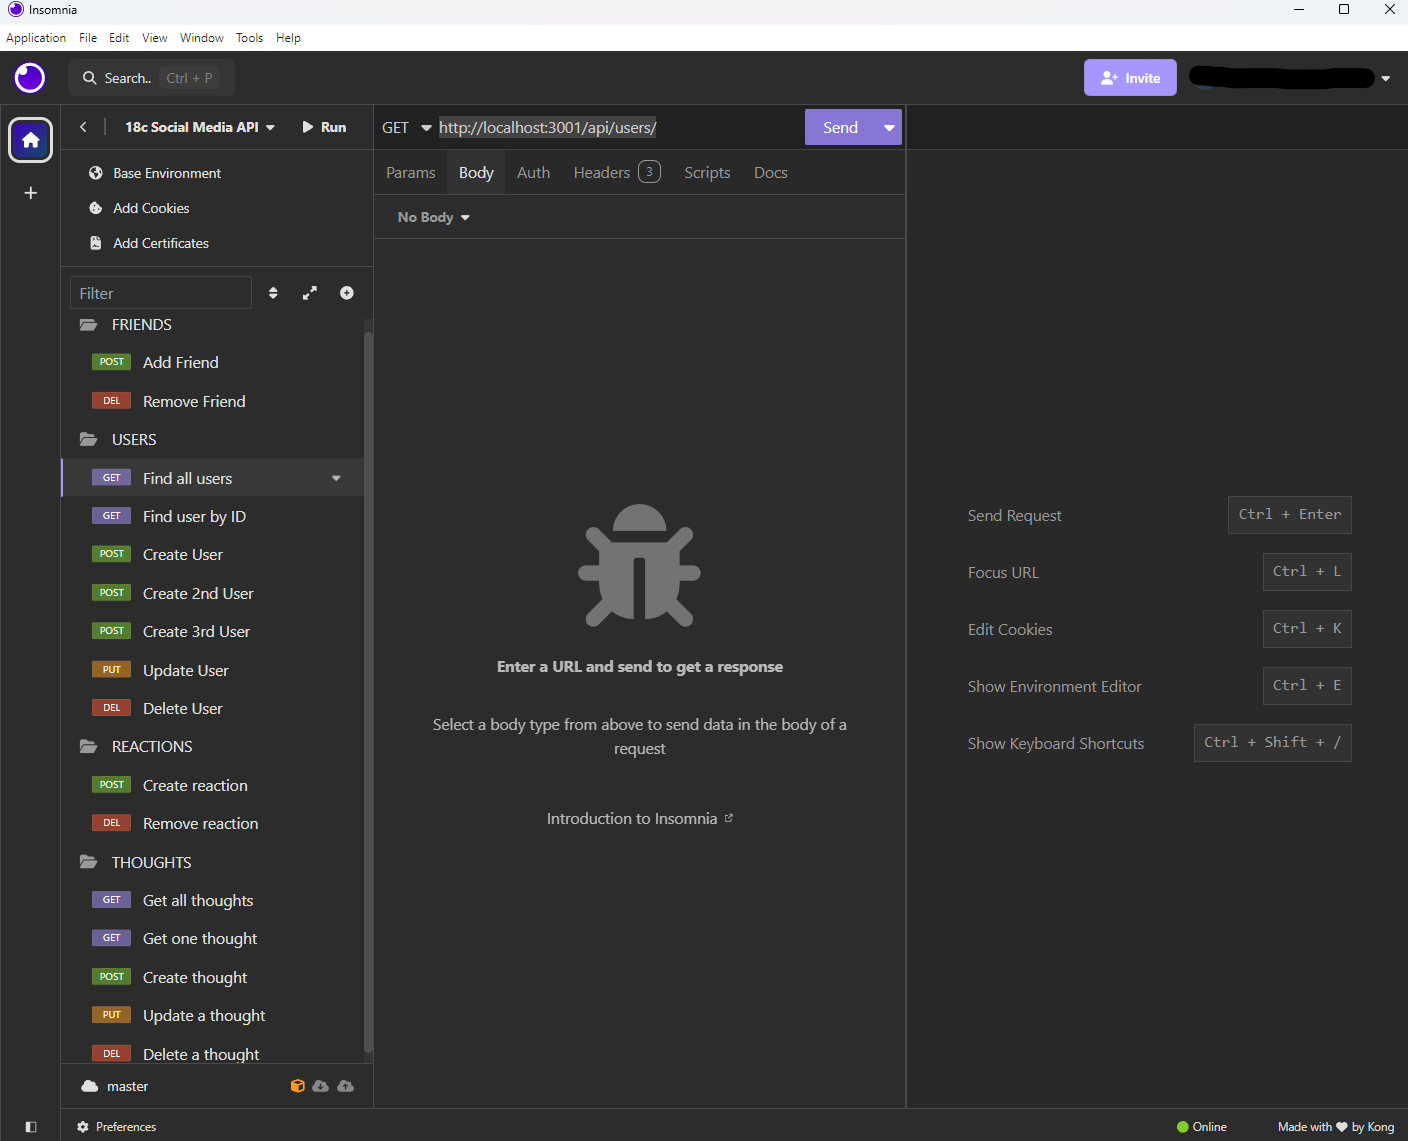 Insomnia
Application File Edit View Window Tools Help
Search.. Ctrl + P
Invite
18c Social Media API
Run
GET http://localhost:3001/api/users/
Send
Base Environment
Add Cookies
Add Certificates
Params Body Auth Headers 3 Scripts Docs
No Body
Filter
FRIENDS
POST Add Friend
DEL Remove Friend
USERS
GET Find all users
GET Find user by ID
POST Create User
POST Create 2nd User
POST Create 3rd User
PUT Update User
DEL Delete User
REACTIONS
POST Create reaction
DEL Remove reaction
THOUGHTS
GET Get all thoughts
GET Get one thought
POST Create thought
PUT Update a thought
DEL Delete a thought
master
Enter a URL and send to get a response
Select a body type from above to send data in the body of a
request
Introduction to Insomnia
Send Request Ctrl + Enter
Focus URL Ctrl + L
Edit Cookies Ctrl + K
Show Environment Editor Ctrl + E
Show Keyboard Shortcuts Ctrl + Shift + /
Preferences
Online
Made with ♥ by Kong